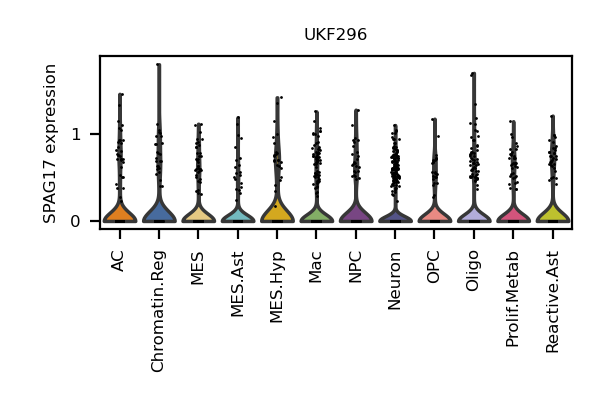 UKF296
SPAG17 expression
1
0
AC
Chromatin.Reg
MES
MES.Ast
MES.Hyp
Mac
NPC
Neuron
OPC
Oligo
Prolif.Metab
Reactive.Ast